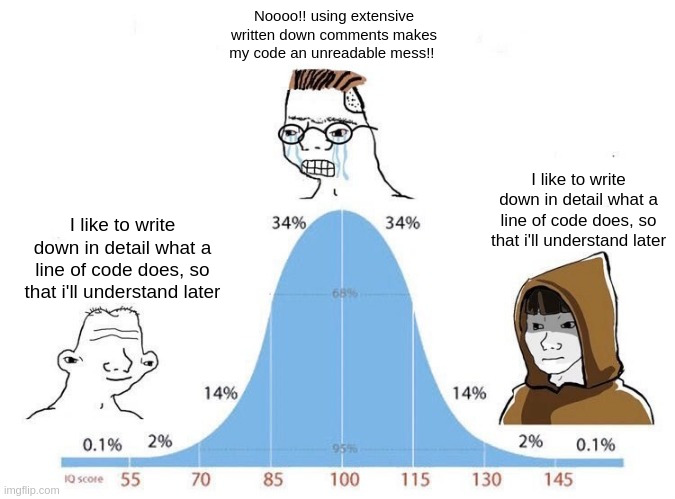 Noooo!! using extensive
written down comments makes
my code an unreadable mess!!
I like to write
down in detail what a
line of code does, so
that i'll understand later
I like to write
down in detail what a
line of code does, so
that i'll understand later
34% 34%
68%
14% 14%
95%
0.1% 2% 2% 0.1%
IQ score 55 70 85 100 115 130 145
imgflip.com